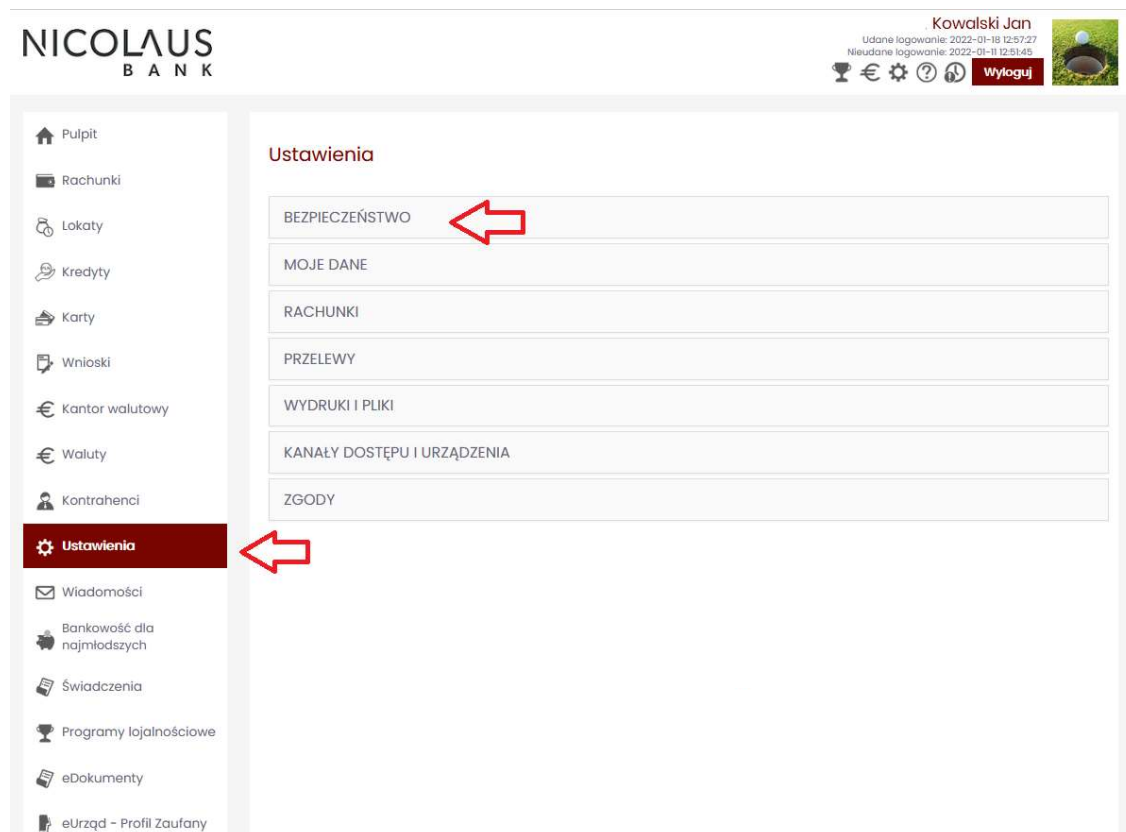 NICOLAUS
BANK
Kowalski Jan
Udane logowanie: 2022-01-18 12:57:27
Nieudane logowanie: 2022-01-11 12:51:45
Wyloguj
Pulpit
Rachunki
Lokaty
Kredyty
Karty
Wnioski
Kantor walutowy
Waluty
Kontrahenci
Ustawienia
Wiadomości
Bankowość dla
najmłodszych
Świadczenia
Programy lojalnościowe
eDokumenty
eUrząd - Profil Zaufany
Ustawienia
BEZPIECZEŃSTWO
MOJE DANE
RACHUNKI
PRZELEWY
WYDRUKI I PLIKI
KANAŁY DOSTĘPU I URZĄDZENIA
ZGODY